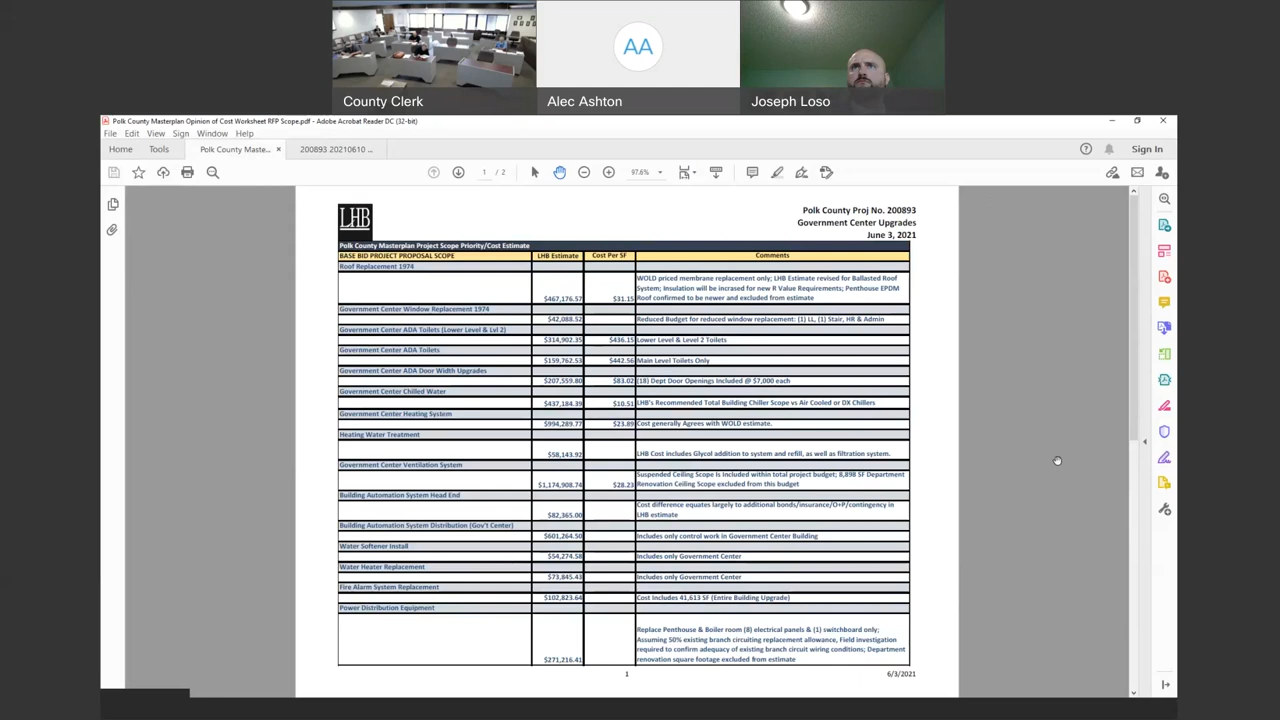 AA
County Clerk
Alec Ashton
Joseph Loso
Polk County Masterplan Opinion of Cost Worksheet RFP Scope.pdf - Adobe Acrobat Reader DC (32-bit)
File Edit View Sign Window Help
Home Tools Polk County Maste... × 200893 20210610 ... Sign In
1 / 2 97.6%
LHB
Polk County Proj No. 200893
Government Center Upgrades
June 3, 2021
Polk County Masterplan Project Scope Priority/Cost Estimate
BASE BID PROJECT PROPOSAL SCOPE LHB Estimate Cost Per SF Comments
Roof Replacement 1974
WOLD priced membrane replacement only; LHB Estimate revised for Ballasted Roof
System; Insulation will be incrased for new R Value Requirements; Penthouse EPDM
$467,176.57 $31.15 Roof confirmed to be newer and excluded from estimate
Government Center Window Replacement 1974
$42,088.52 Reduced Budget for reduced window replacement: (1) LL, (1) Stair, HR & Admin
Government Center ADA Toilets (Lower Level & Lvl 2)
$314,902.35 $436.15 Lower Level & Level 2 Toilets
Government Center ADA Toilets
$159,762.53 $442.56 Main Level Toilets Only
Government Center ADA Door Width Upgrades
$207,559.80 $83.02 (18) Dept Door Openings Included @ $7,000 each
Government Center Chilled Water
$437,184.39 $10.51 LHB's Recommended Total Building Chiller Scope vs Air Cooled or DX Chillers
Government Center Heating System
$994,289.77 $23.89 Cost generally Agrees with WOLD estimate.
Heating Water Treatment
$58,143.92 LHB Cost includes Glycol addition to system and refill, as well as filtration system.
Government Center Ventilation System
Suspended Ceiling Scope Is Included within total project budget; 8,898 SF Department
$1,174,908.74 $28.23 Renovation Ceiling Scope excluded from this budget
Building Automation System Head End
Cost difference equates largely to additional bonds/insurance/O+P/contingency in
$82,365.00 LHB estimate
Building Automation System Distribution (Gov't Center)
$601,264.50 Includes only control work in Government Center Building
Water Softener Install
$54,274.58 Includes only Government Center
Water Heater Replacement
$73,845.43 Includes only Government Center
Fire Alarm System Replacement
$102,823.64 Cost Includes 41,613 SF (Entire Building Upgrade)
Power Distribution Equipment
Replace Penthouse & Boiler room (8) electrical panels & (1) switchboard only;
Assuming 50% existing branch circuiting replacement allowance, Field investigation
required to confirm adequacy of existing branch circuit wiring conditions; Department
$271,216.41 renovation square footage excluded from estimate
1 6/3/2021